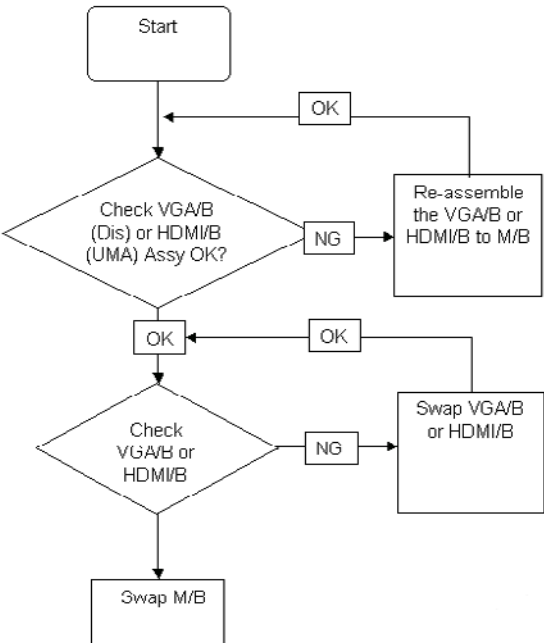 Start
OK
Check VGA/B
(Dis) or HDMI/B
(UMA) Assy OK?
NG
Re-assemble
the VGA/B or
HDMI/B to M/B
OK
OK
Check
VGA/B or
HDMI/B
NG
Swap VGA/B
or HDMI/B
Swap M/B